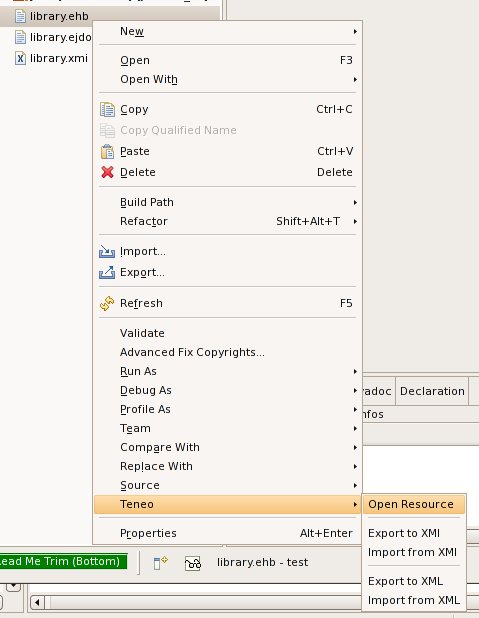 library.ehb
library.ejdo
library.xmi
New
Open F3
Open With
Copy Ctrl+C
Copy Qualified Name
Paste Ctrl+V
Delete Delete
Build Path
Refactor Shift+Alt+T
Import...
Export...
Refresh F5
Validate
Advanced Fix Copyrights...
Run As
Debug As
Profile As
Team
Compare With
Replace With
Source
Teneo
Properties Alt+Enter
Open Resource
Export to XMI
Import from XMI
Export to XML
Import from XML
adoc Declaration
nfos
ead Me Trim (Bottom)
library.ehb - test